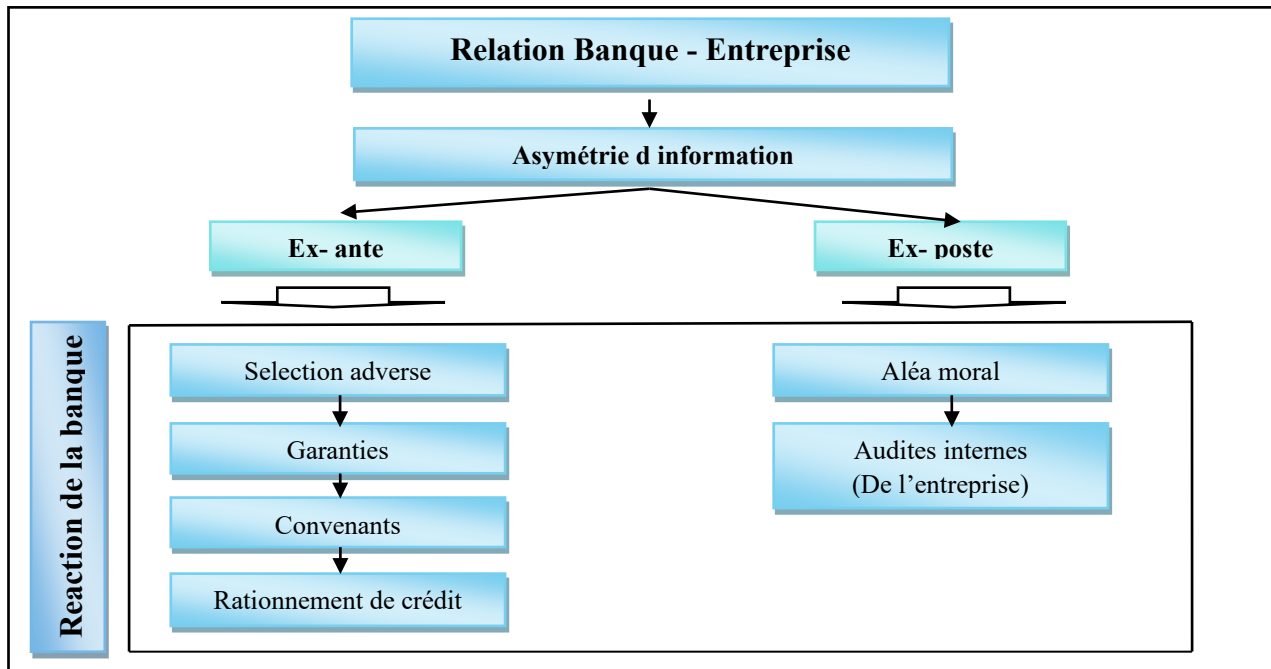 Relation Banque - Entreprise
Asymétrie d information
Ex- ante
Ex- poste
Reaction de la banque
Selection adverse
Garanties
Convenants
Rationnement de crédit
Aléa moral
Audites internes
(De l’entreprise)